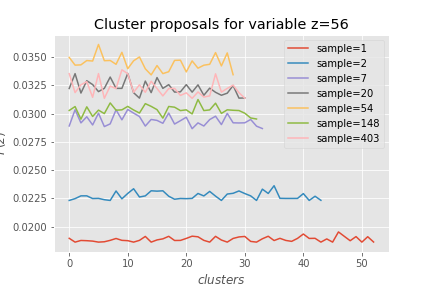 Cluster proposals for variable z=56
0.0350
0.0325
0.0300
0.0275
0.0250
0.0225
0.0200
sample=1
sample=2
sample=7
sample=20
sample=54
sample=148
sample=403
0 10 20 30 40 50
clusters